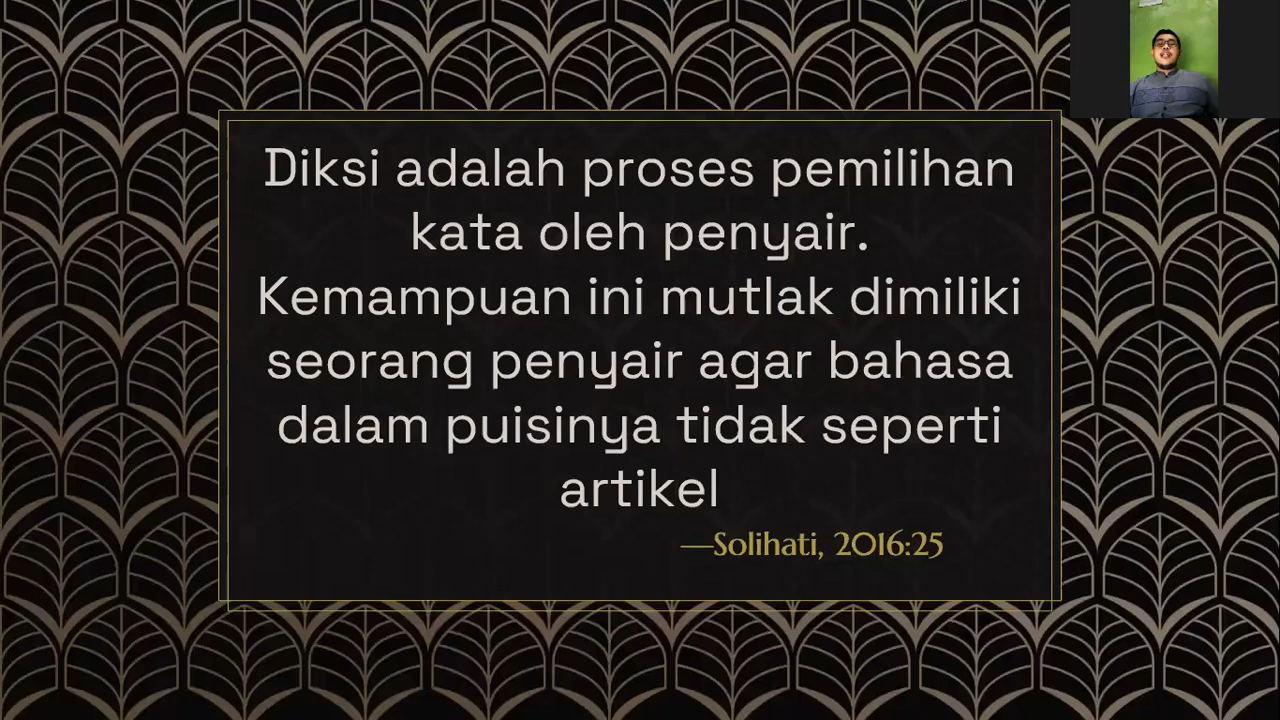 Diksi adalah proses pemilihan
kata oleh penyair.
Kemampuan ini mutlak dimiliki
seorang penyair agar bahasa
dalam puisinya tidak seperti
artikel
—Solihati, 2016:25